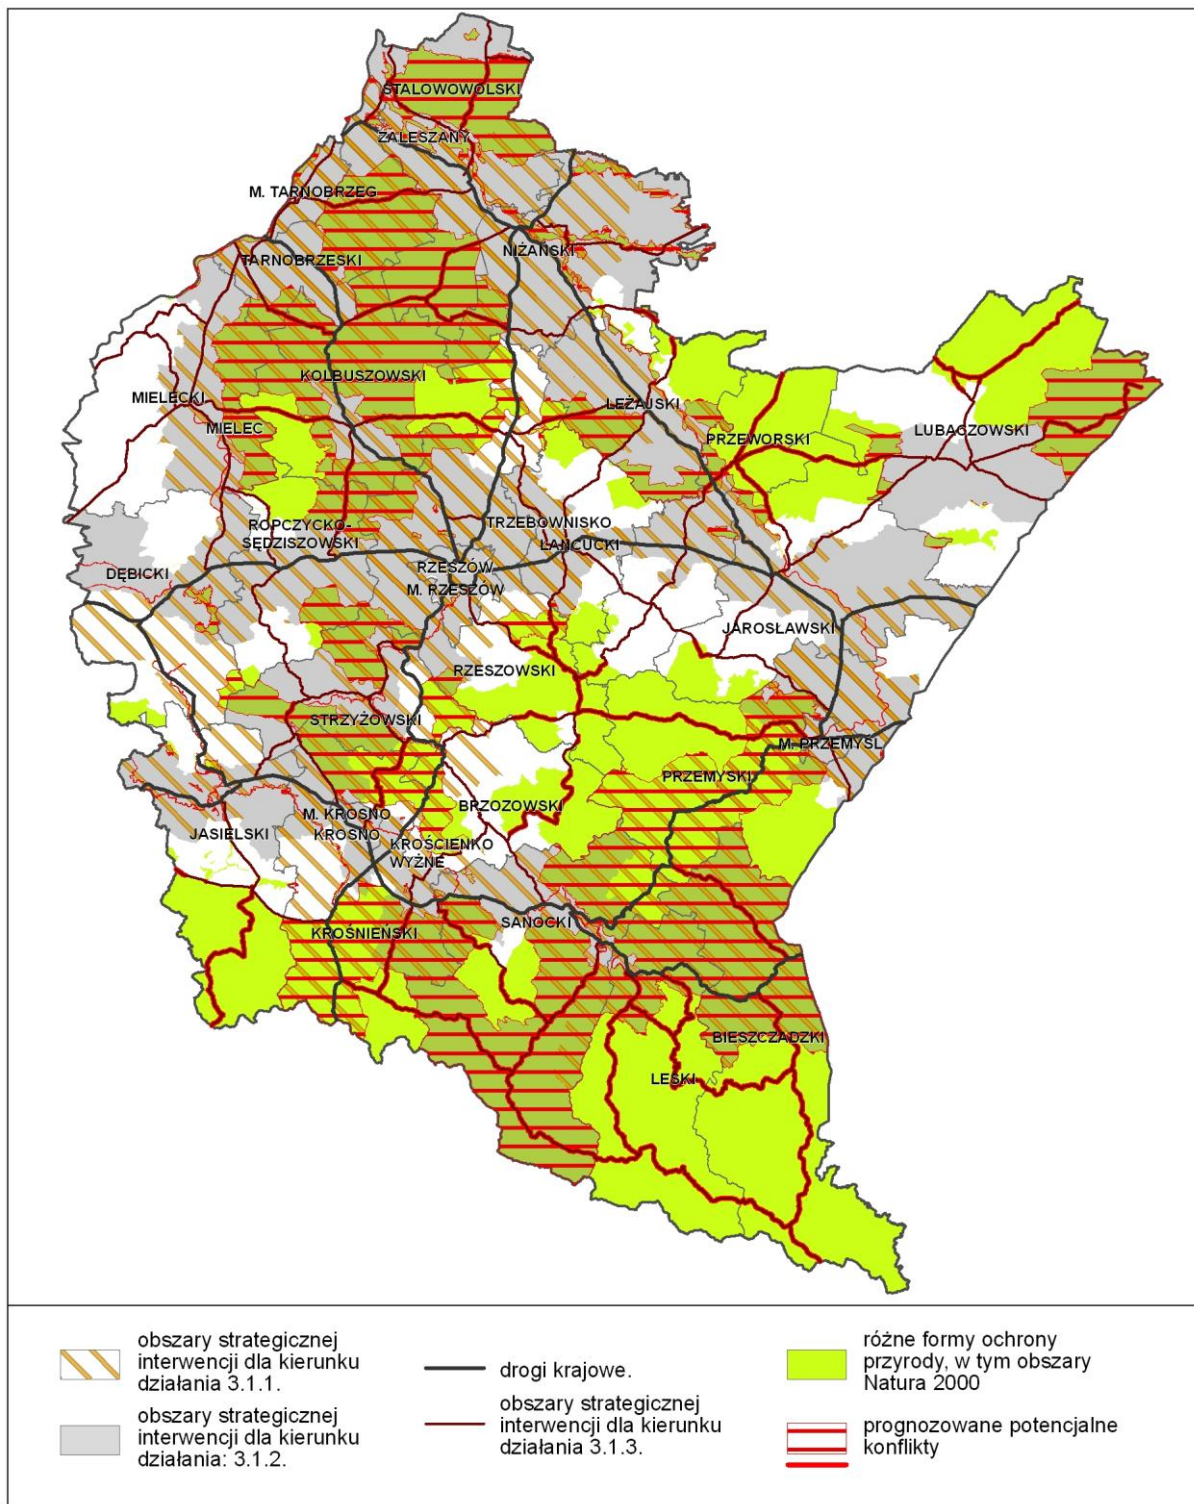 STALOWOWOLSKI
ZALESZANY
M. TARNOBRZEG
NIŻAŃSKI
TARNOBRZESKI
KOLBUSZOWSKI
MIELECKI
MIELEC
LEŻAJSKI
PRZEWORSKI
LUBACZOWSKI
ROPCZYCKO-
SĘDZISZOWSKI
TRZEBOWNISKO
ŁAŃCUCKI
DĘBICKI
RZESZÓW
M. RZESZÓW
JAROSŁAWSKI
RZESZOWSKI
STRZYŻOWSKI
M. PRZEMYŚL
PRZEMYSKI
BRZOZOWSKI
M. KROSNO
KROSNO
JASIELSKI
KROŚCIENKO
WYŻNE
SANOCKI
KROŚNIEŃSKI
BIESZCZADZKI
LESKI
obszary strategicznej
interwencji dla kierunku
działania 3.1.1.
obszary strategicznej
interwencji dla kierunku
działania: 3.1.2.
drogi krajowe.
obszary strategicznej
interwencji dla kierunku
działania 3.1.3.
różne formy ochrony
przyrody, w tym obszary
Natura 2000
prognozowane potencjalne
konflikty